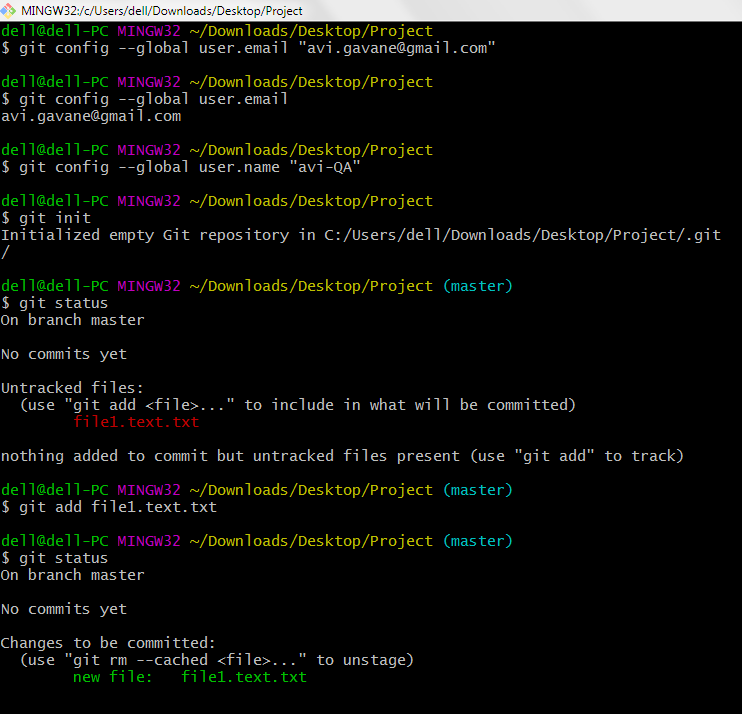 MINGW32:/c/Users/dell/Downloads/Desktop/Project
dell@dell-PC MINGW32 ~/Downloads/Desktop/Project
$ git config --global user.email "avi.gavane@gmail.com"
dell@dell-PC MINGW32 ~/Downloads/Desktop/Project
$ git config --global user.email
avi.gavane@gmail.com
dell@dell-PC MINGW32 ~/Downloads/Desktop/Project
$ git config --global user.name "avi-QA"
dell@dell-PC MINGW32 ~/Downloads/Desktop/Project
$ git init
Initialized empty Git repository in C:/Users/dell/Downloads/Desktop/Project/.git
/
dell@dell-PC MINGW32 ~/Downloads/Desktop/Project (master)
$ git status
On branch master
No commits yet
Untracked files:
  (use "git add <file>..." to include in what will be committed)
        file1.text.txt
nothing added to commit but untracked files present (use "git add" to track)
dell@dell-PC MINGW32 ~/Downloads/Desktop/Project (master)
$ git add file1.text.txt
dell@dell-PC MINGW32 ~/Downloads/Desktop/Project (master)
$ git status
On branch master
No commits yet
Changes to be committed:
  (use "git rm --cached <file>..." to unstage)
        new file:   file1.text.txt